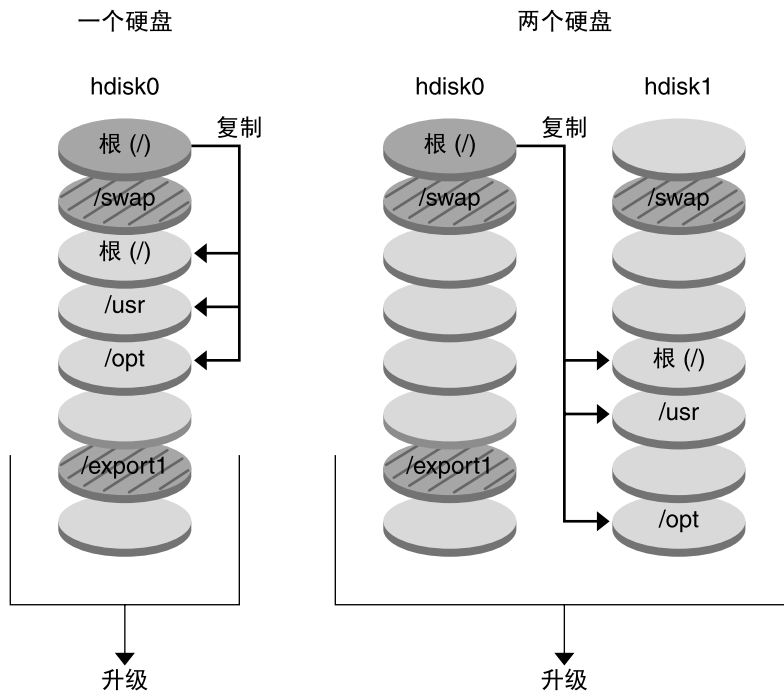 一个硬盘
hdisk0
根 (/)
复制
/swap
根 (/)
/usr
/opt
/export1
升级
两个硬盘
hdisk0
hdisk1
根 (/)
复制
/swap
/swap
根 (/)
/usr
/export1
/opt
升级